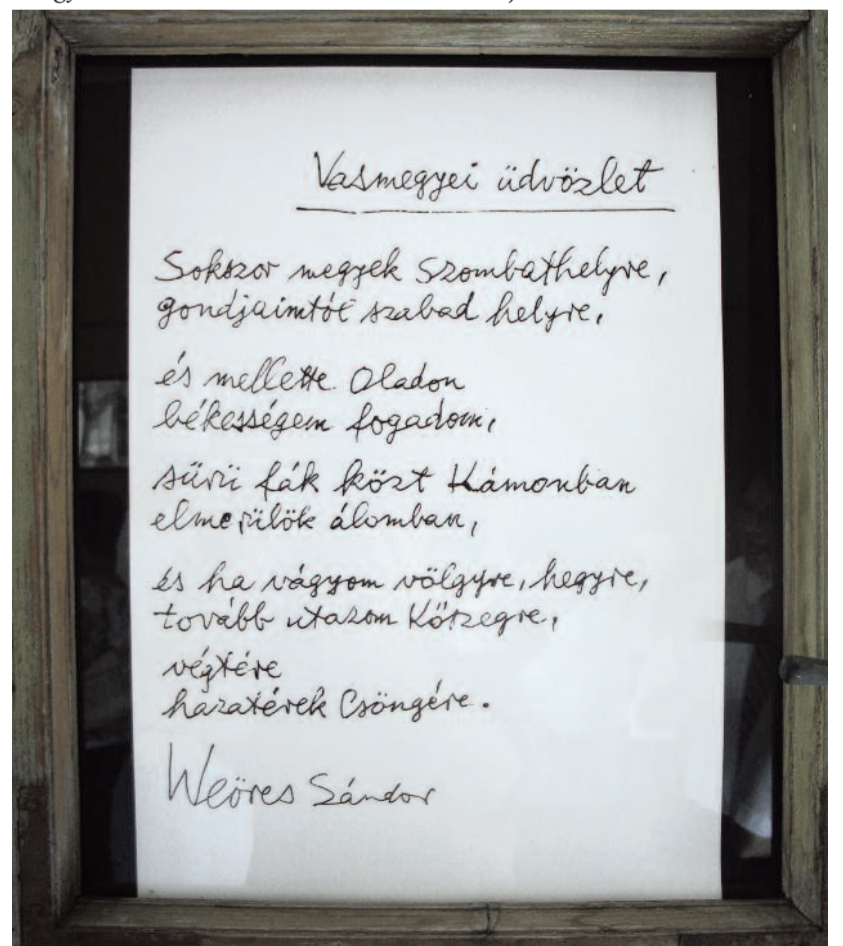 Vasmegyei üdvözlet
Sokszor megyek Szombathelyre,
gondjaimtól szabad helyre,
és mellette Oladon
békességem fogadom,
sűrü fák közt Kámonban
elmerülök álomban,
és ha vágyom völgyre, hegyre,
tovább utazom Kőszegre,
végtére
hazatérek Csöngére.
Weöres Sándor